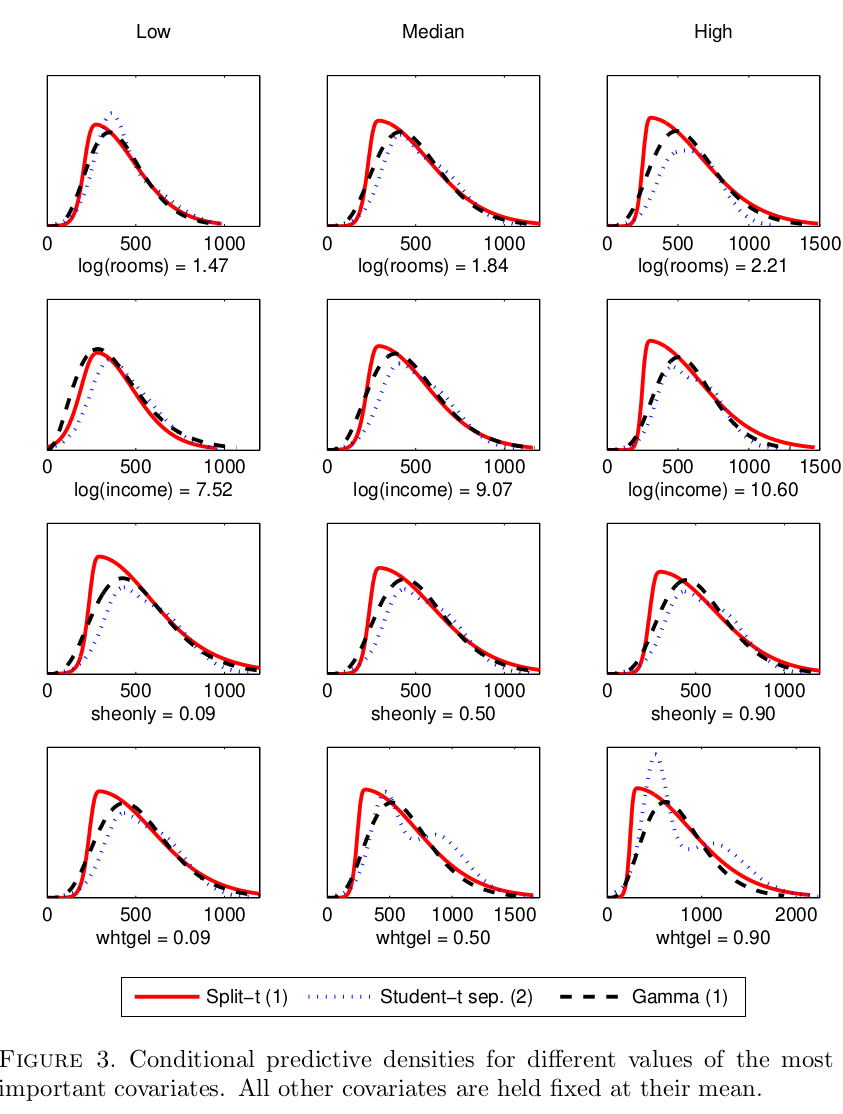 Low Median High
0 500 1000 0 500 1000 0 500 1000 1500
log(rooms) = 1.47 log(rooms) = 1.84 log(rooms) = 2.21
0 500 1000 0 500 1000 0 500 1000 1500
log(income) = 7.52 log(income) = 9.07 log(income) = 10.60
0 500 1000 0 500 1000 0 500 1000
sheonly = 0.09 sheonly = 0.50 sheonly = 0.90
0 500 1000 0 500 1000 1500 0 1000 2000
whtgel = 0.09 whtgel = 0.50 whtgel = 0.90
Split−t (1) Student−t sep. (2) Gamma (1)
FIGURE 3. Conditional predictive densities for different values of the most
important covariates. All other covariates are held fixed at their mean.